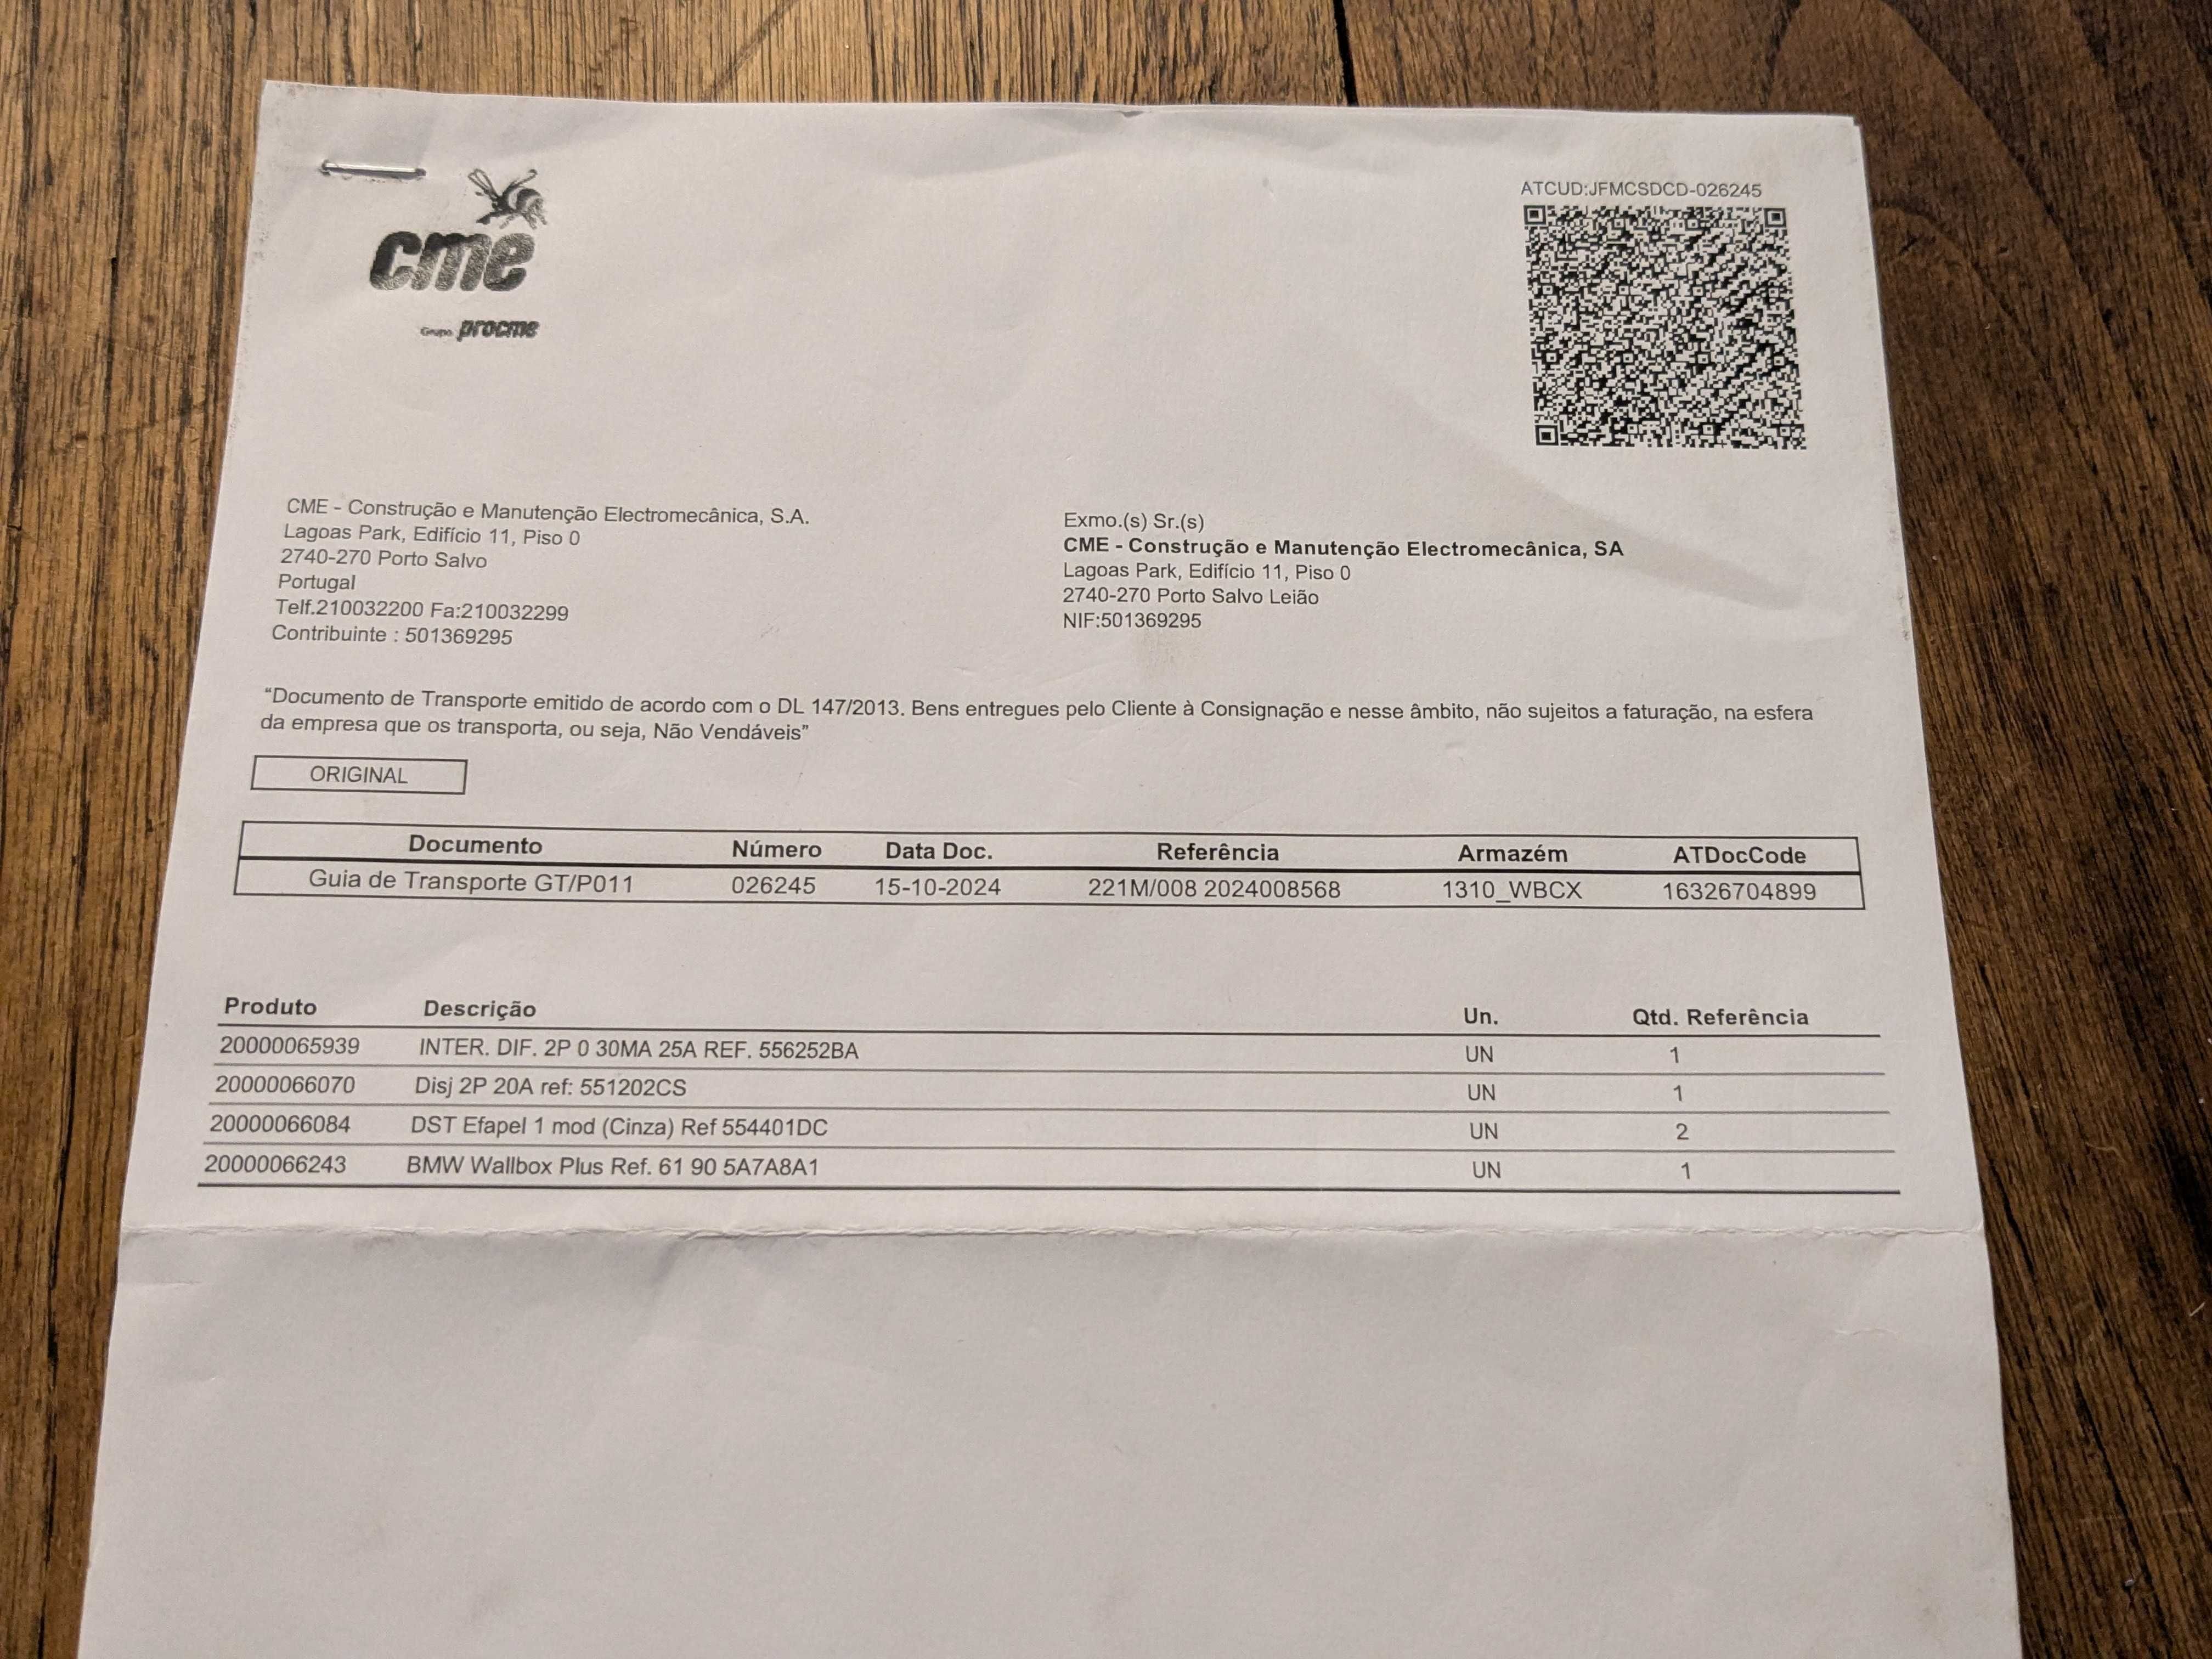 cme
Grupo procme
ATCUD:JFMCSDCD-026245
CME - Construção e Manutenção Electromecânica, S.A.
Lagoas Park, Edifício 11, Piso 0
2740-270 Porto Salvo
Portugal
Telf.210032200 Fa:210032299
Contribuinte : 501369295
Exmo.(s) Sr.(s)
CME - Construção e Manutenção Electromecânica, SA
Lagoas Park, Edifício 11, Piso 0
2740-270 Porto Salvo Leião
NIF:501369295
“Documento de Transporte emitido de acordo com o DL 147/2013. Bens entregues pelo Cliente à Consignação e nesse âmbito, não sujeitos a faturação, na esfera
da empresa que os transporta, ou seja, Não Vendáveis”
ORIGINAL
Documento Número Data Doc. Referência Armazém ATDocCode
Guia de Transporte GT/P011 026245 15-10-2024 221M/008 2024008568 1310_WBCX 16326704899
Produto Descrição Un. Qtd. Referência
20000065939 INTER. DIF. 2P 0 30MA 25A REF. 556252BA UN 1
20000066070 Disj 2P 20A ref: 551202CS UN 1
20000066084 DST Efapel 1 mod (Cinza) Ref 554401DC UN 2
20000066243 BMW Wallbox Plus Ref. 61 90 5A7A8A1 UN 1